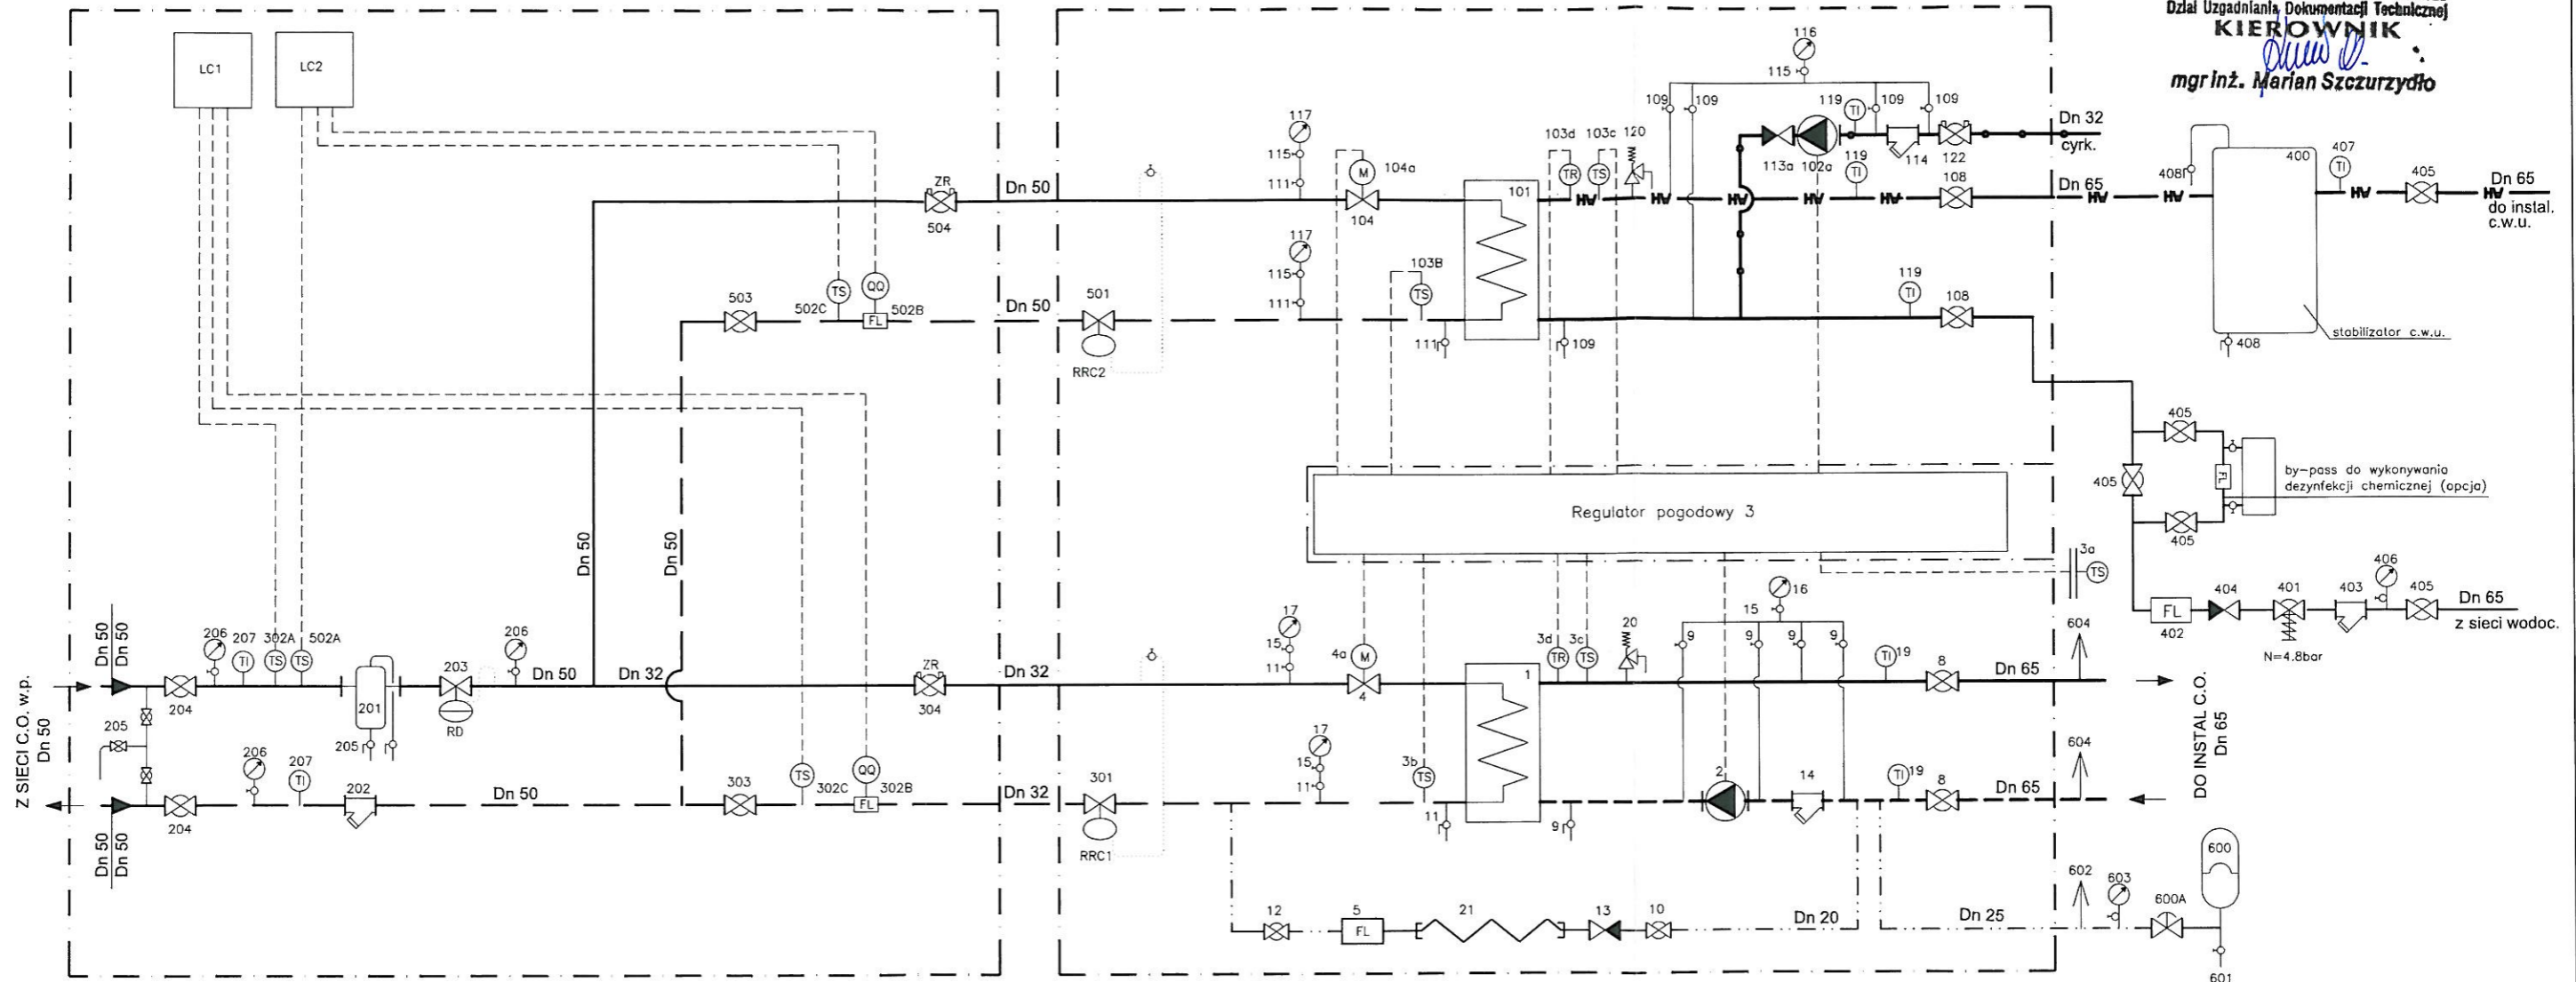 Dział Uzgadniania Dokumentacji Technicznej
KIEROWNIK
mgr inż. Marian Szczurzydło
LC1
LC2
116
115
109
109
119
TI
109
109
Dn 32
cyrk.
113a
102a
119
TI
114
122
117
115
111
103d
103c
120
M
104a
TR
TS
104
101
HW
HW
HW
HW
HW
108
Dn 65
HW
HW
408
400
407
TI
HW
405
HW
Dn 65
do instal.
c.w.u.
ZR
504
Dn 50
117
115
111
103B
TS
111
109
119
TI
108
stabilizator c.w.u.
408
503
TS
502C
QQ
FL
502B
Dn 50
501
RRC2
405
405
FL
405
by-pass do wykonywania
dezynfekcji chemicznej (opcja)
Regulator pogodowy 3
Dn 50
Dn 50
3a
TS
406
FL
402
404
401
403
405
Dn 65
z sieci wodoc.
N=4.8bar
Z SIECI C.O. w.p.
Dn 50
Dn 50
Dn 50
204
206
207
TI
302A
TS
502A
TS
201
205
203
RD
206
Dn 50
Dn 32
ZR
304
Dn 32
17
15
11
4a
M
4
1
3d
3c
TR
TS
20
16
15
9
9
9
9
TI
19
8
Dn 65
604
DO INSTAL C.O.
Dn 65
205
204
206
207
TI
202
Dn 50
303
TS
302C
QQ
FL
302B
Dn 32
301
RRC1
17
15
11
3b
TS
11
9
2
14
TI
19
8
Dn 65
604
Dn 50
Dn 50
12
5
FL
21
13
10
Dn 20
Dn 25
602
603
600A
600
601